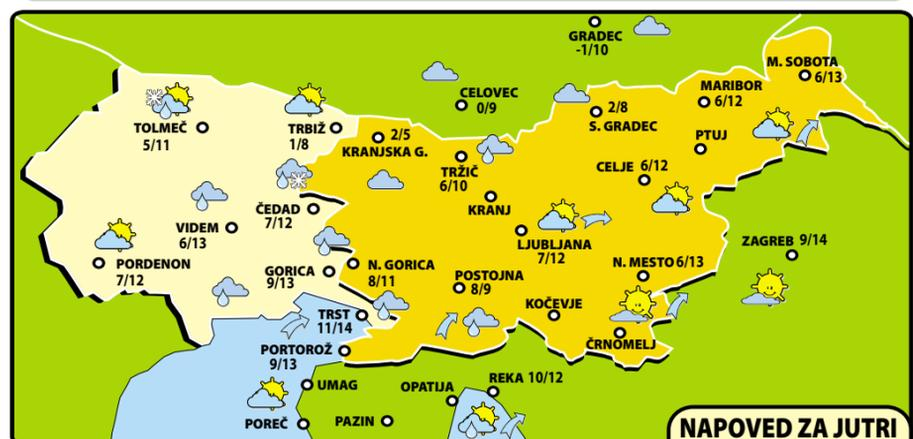 GRADEC
-1/10
M. SOBOTA
6/13
CELOVEC
0/9
MARIBOR
6/12
2/8
S. GRADEC
TOLMEČ
5/11
TRBIŽ
1/8
2/5
KRANJSKA G.
PTUJ
TRŽIČ
6/10
CELJE 6/12
KRANJ
ČEDAD
7/12
VIDEM
6/13
LJUBLJANA
7/12
ZAGREB 9/14
PORDENON
7/12
GORICA
9/13
N. GORICA
8/11
POSTOJNA
8/9
N. MESTO 6/13
KOČEVJE
TRST
11/14
ČRNOMELJ
PORTOROŽ
9/13
UMAG
OPATIJA
REKA 10/12
POREČ
PAZIN
NAPOVED ZA JUTRI